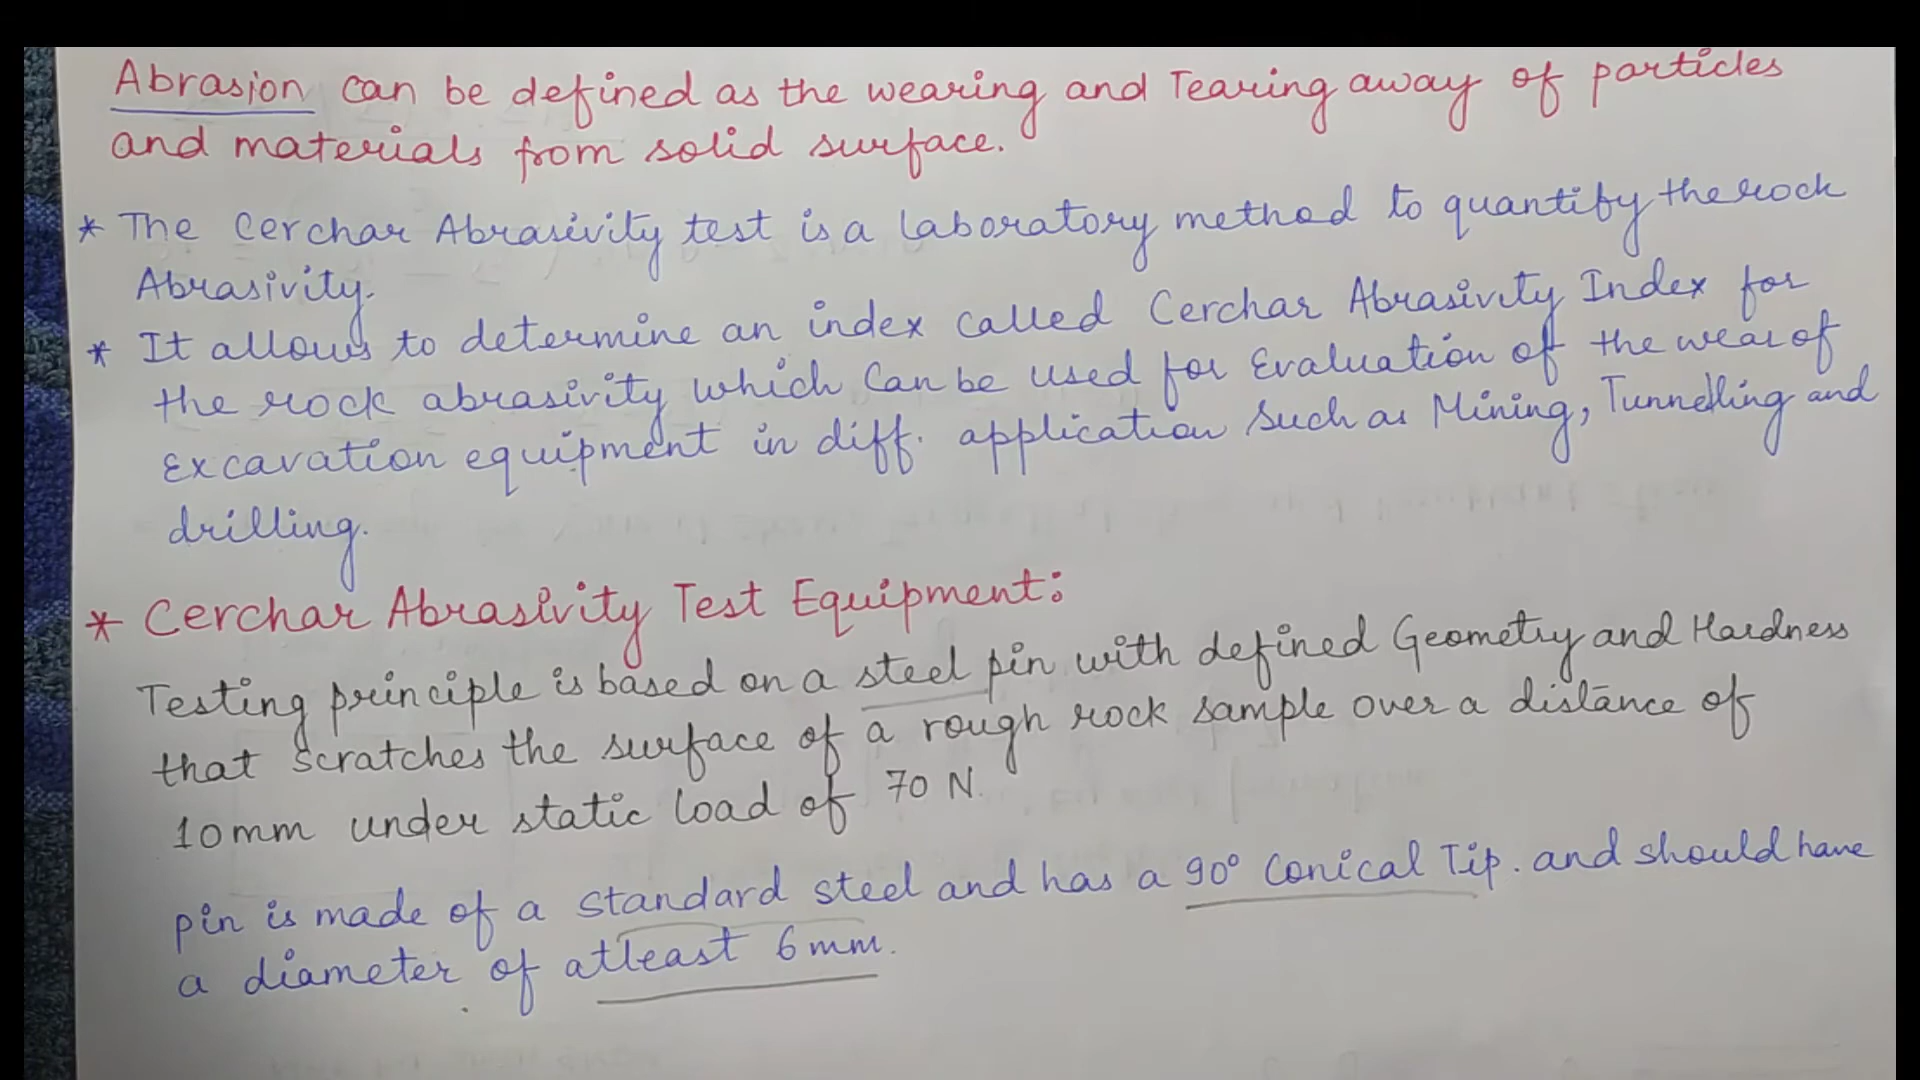 Abrasion can be defined as the wearing and Tearing away of particles
and materials from solid surface.
* The Cerchar Abrasivity test is a laboratory method to quantify the rock
Abrasivity.
* It allows to determine an index called Cerchar Abrasivity Index for
the rock abrasivity which can be used for Evaluation of the wear of
Excavation equipment in diff. application such as Mining, Tunnelling and
drilling.
* Cerchar Abrasivity Test Equipment:
Testing principle is based on a steel pin with defined Geometry and Hardness
that scratches the surface of a rough rock sample over a distance of
10mm under static load of 70 N.
pin is made of a standard steel and has a 90° Conical Tip. and should have
a diameter of atleast 6mm.